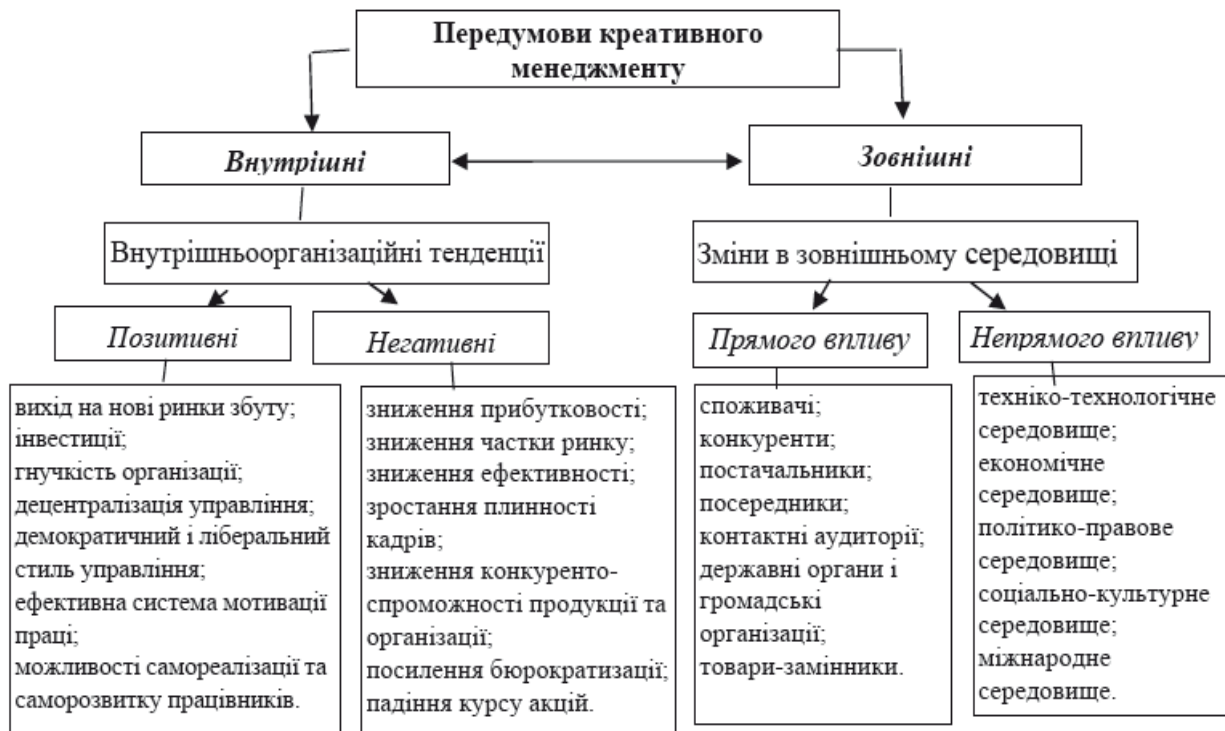 Передумови креативного
менеджменту
Внутрішні
Зовнішні
Внутрішньоорганізаційні тенденції
Зміни в зовнішньому середовищі
Позитивні
Негативні
Прямого впливу
Непрямого впливу
вихід на нові ринки збуту;
інвестиції;
гнучкість організації;
децентралізація управління;
демократичний і ліберальний
стиль управління;
ефективна система мотивації
праці;
можливості самореалізації та
саморозвитку працівників.
зниження прибутковості;
зниження частки ринку;
зниження ефективності;
зростання плинності
кадрів;
зниження конкуренто-
спроможності продукції та
організації;
посилення бюрократизації;
падіння курсу акцій.
споживачі;
конкуренти;
постачальники;
посередники;
контактні аудиторії;
державні органи і
громадські
організації;
товари-замінники.
техніко-технологічне
середовище;
економічне
середовище;
політико-правове
середовище;
соціально-культурне
середовище;
міжнародне
середовище.